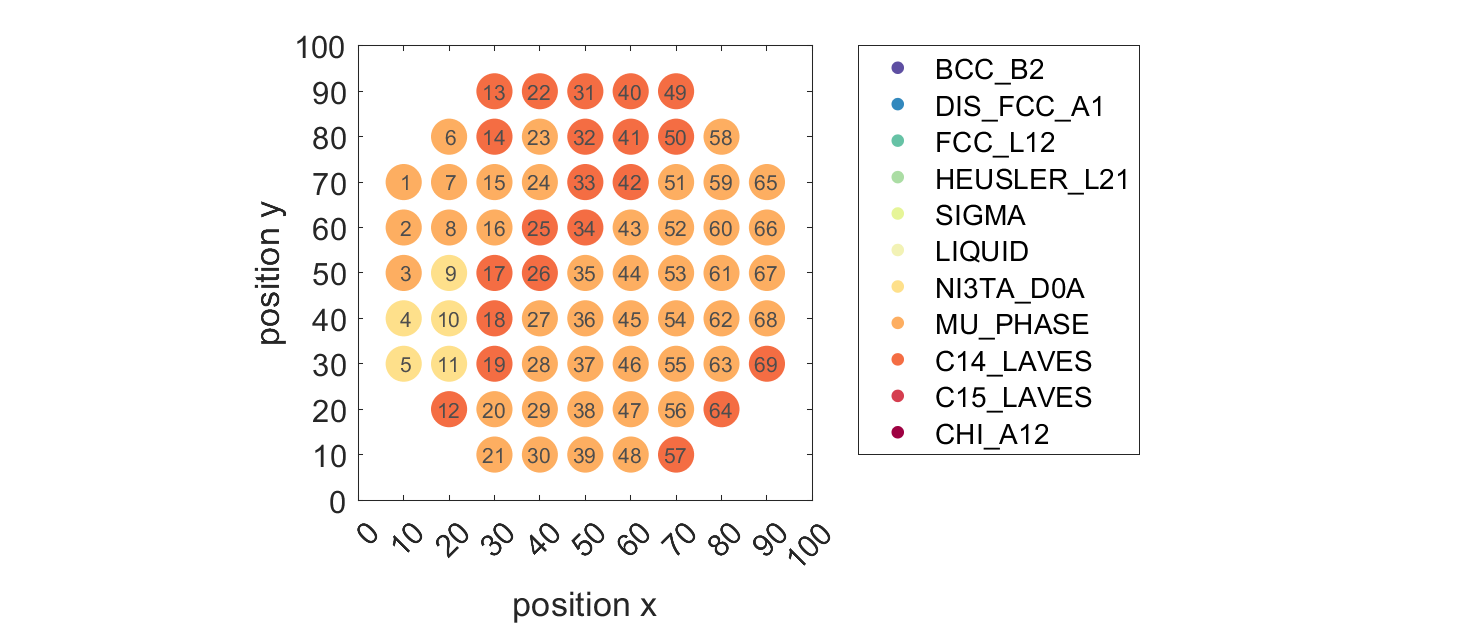 100
90
80
70
60
50
40
30
20
10
0
position y
13 22 31 40 49
6 14 23 32 41 50 58
1 7 15 24 33 42 51 59 65
2 8 16 25 34 43 52 60 66
3 9 17 26 35 44 53 61 67
4 10 18 27 36 45 54 62 68
5 11 19 28 37 46 55 63 69
12 20 29 38 47 56 64
21 30 39 48 57
0 10 20 30 40 50 60 70 80 90 100
position x
BCC_B2
DIS_FCC_A1
FCC_L12
HEUSLER_L21
SIGMA
LIQUID
NI3TA_D0A
MU_PHASE
C14_LAVES
C15_LAVES
CHI_A12